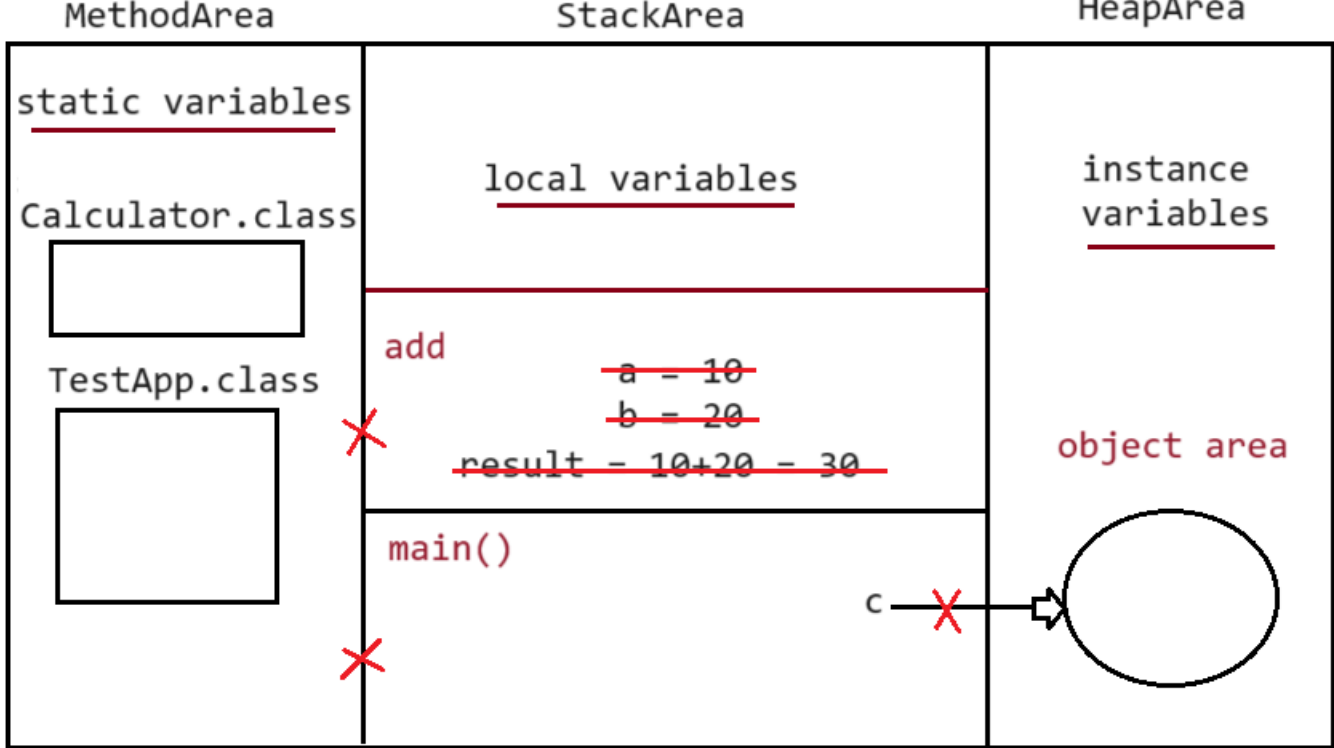 MethodArea
StackArea
HeapArea
static variables
Calculator.class
TestApp.class
local variables
add
a = 10
b = 20
result = 10+20 = 30
main()
c
instance
variables
object area